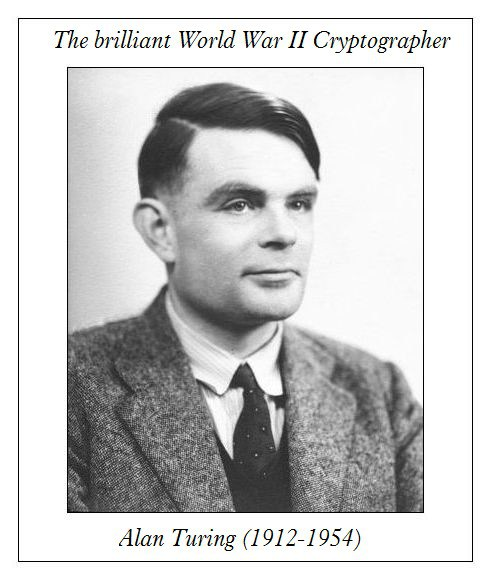 The brilliant World War II Cryptographer
Alan Turing (1912-1954)